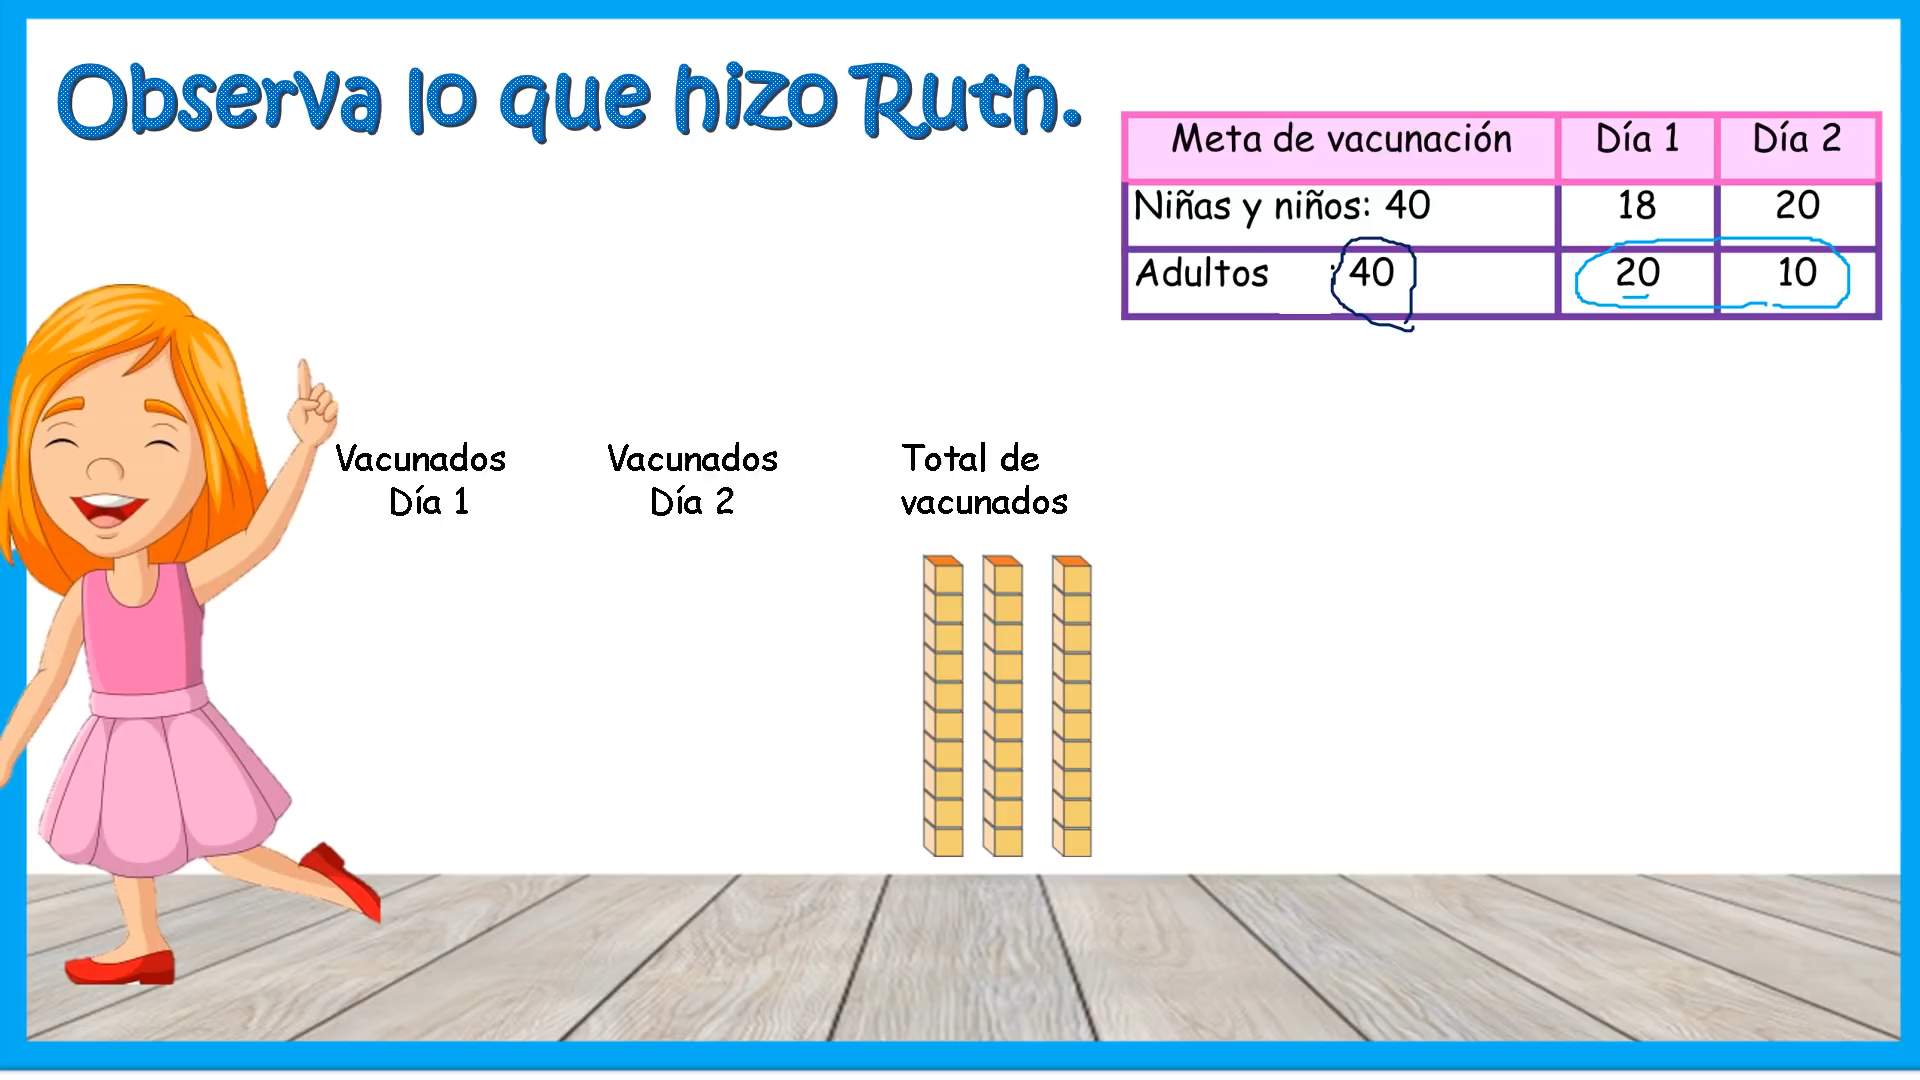 Observa lo que hizo Ruth.
Meta de vacunación Día 1 Día 2
Niñas y niños: 40 18 20
Adultos : 40 20 10
Vacunados Día 1
Vacunados Día 2
Total de vacunados